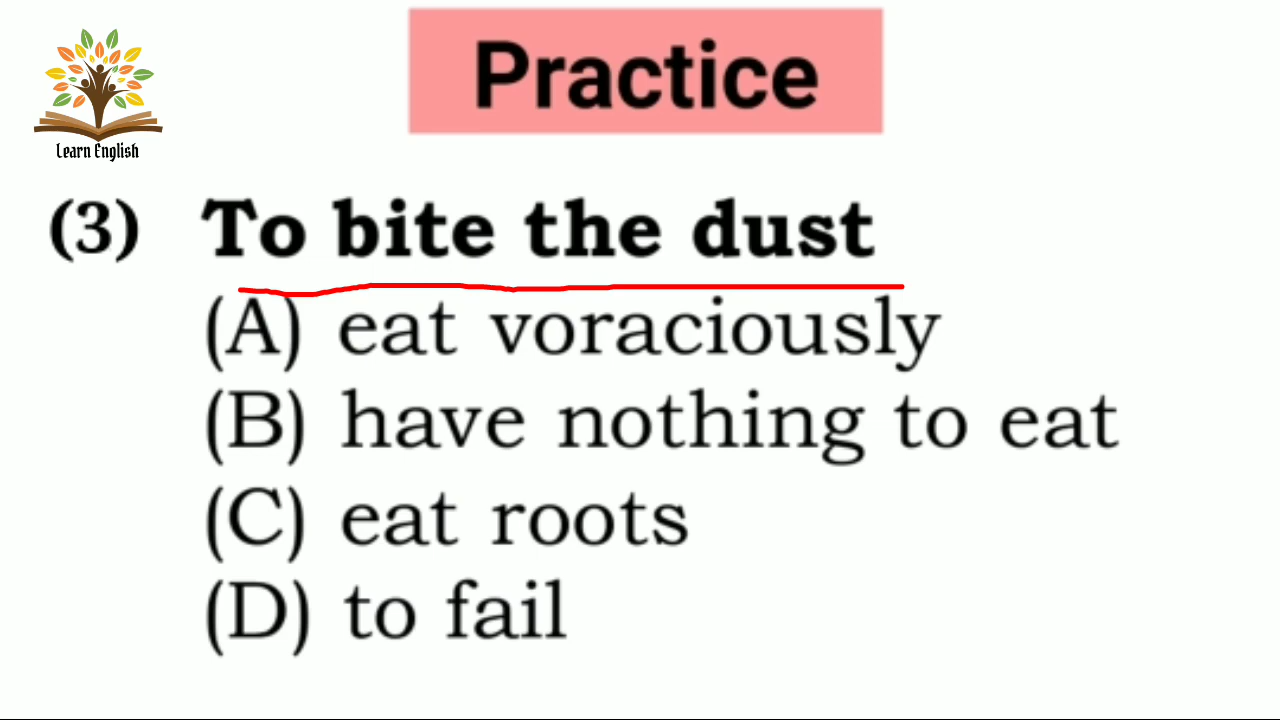 Practice
Learn English
(3) To bite the dust
(A) eat voraciously
(B) have nothing to eat
(C) eat roots
(D) to fail